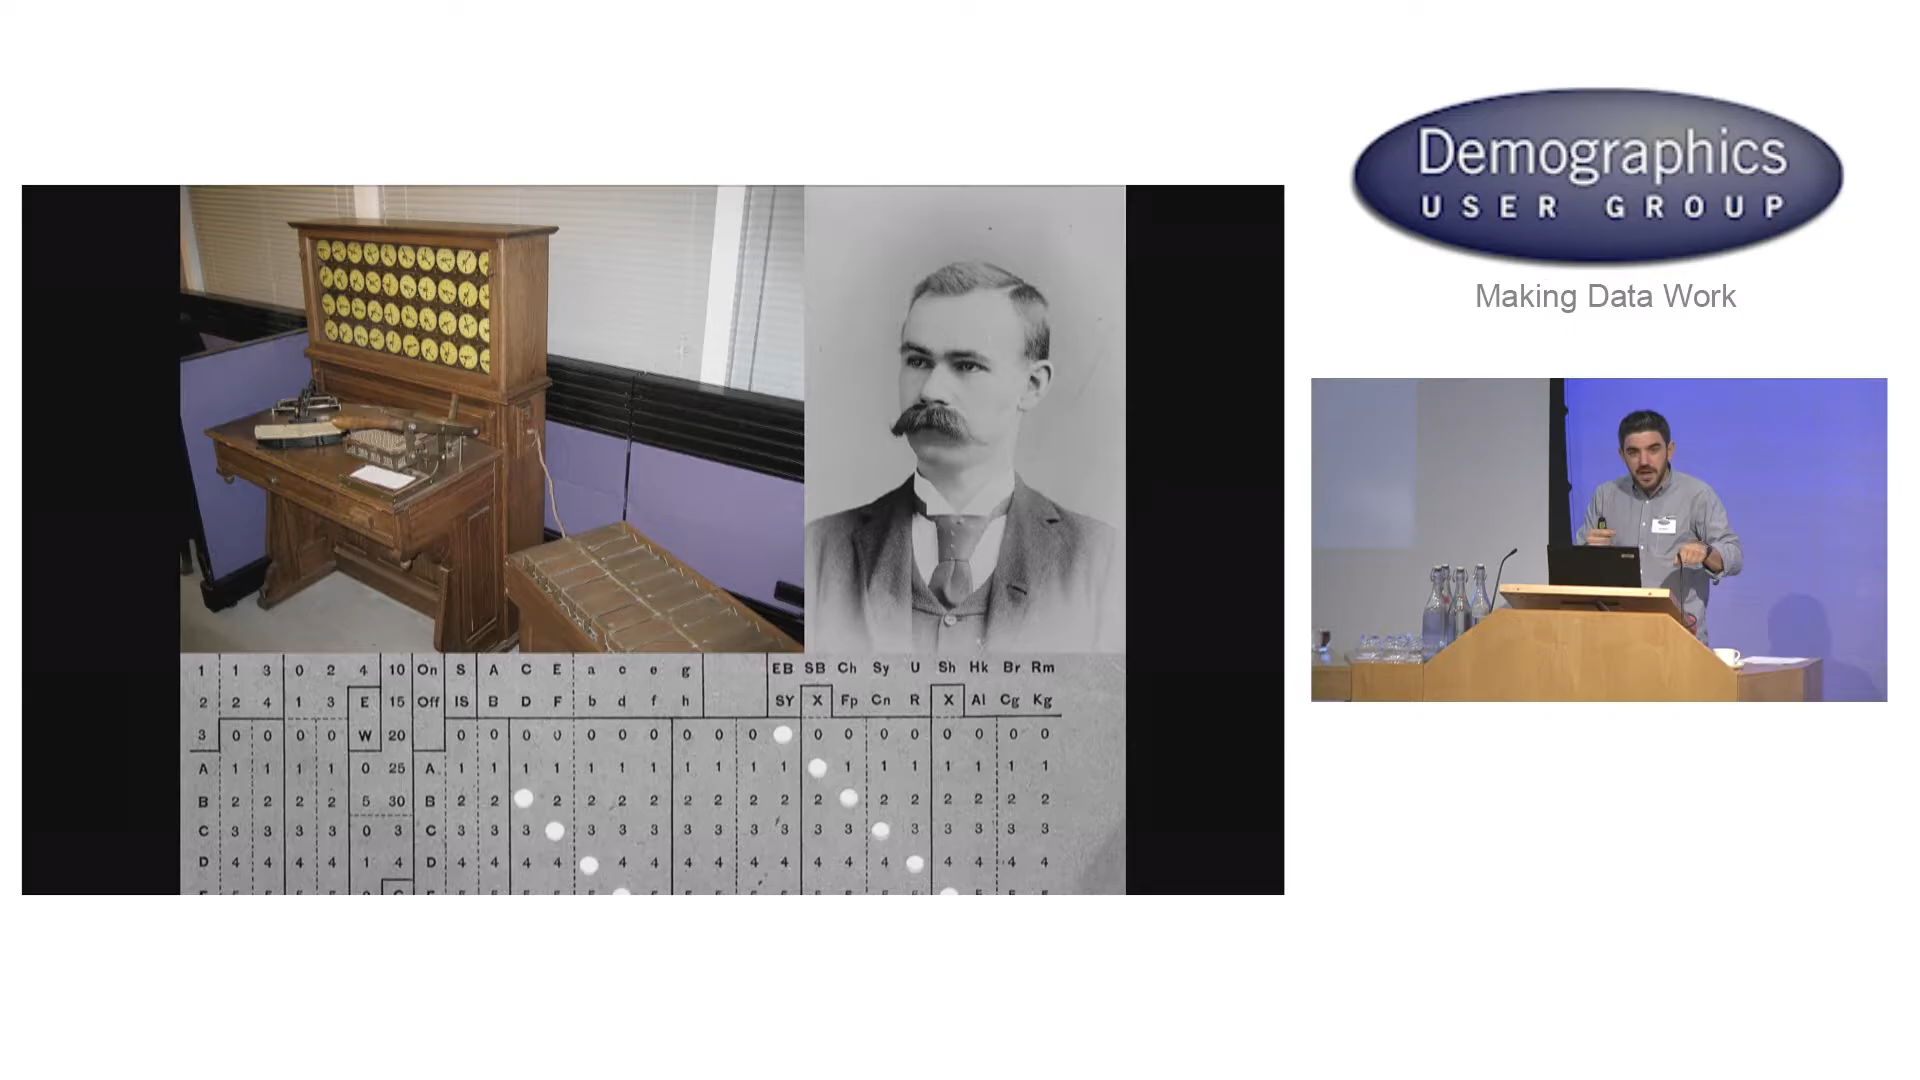 Demographics
USER GROUP
Making Data Work
1 1 3 0 2 4 10 On S A C E a c e g EB SB Ch Sy U Sh Hk Br Rm
2 2 4 1 3 E 15 Off IS B D F b d f h SY X Fp Cn R X Al Cg Kg
3 0 0 0 0 W 20 0 0 0 0 0 0 0 0 0 0 0 0 0 0 0 0 0 0
A 1 1 1 1 0 25 A 1 1 1 1 1 1 1 1 1 1 1 1 1 1 1 1 1 1
B 2 2 2 2 5 30 B 2 2 2 2 2 2 2 2 2 2 2 2 2 2 2 2 2
C 3 3 3 3 0 3 C 3 3 3 3 3 3 3 3 3 3 3 3 3 3 3 3
D 4 4 4 4 1 4 D 4 4 4 4 4 4 4 4 4 4 4 4 4 4 4 4 4